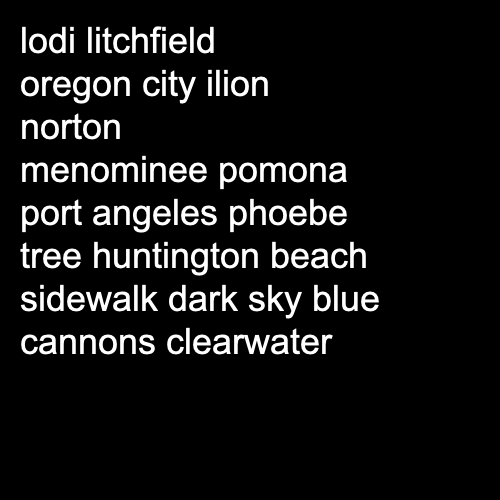 lodi litchfield
oregon city ilion
norton
menominee pomona
port angeles phoebe
tree huntington beach
sidewalk dark sky blue
cannons clearwater